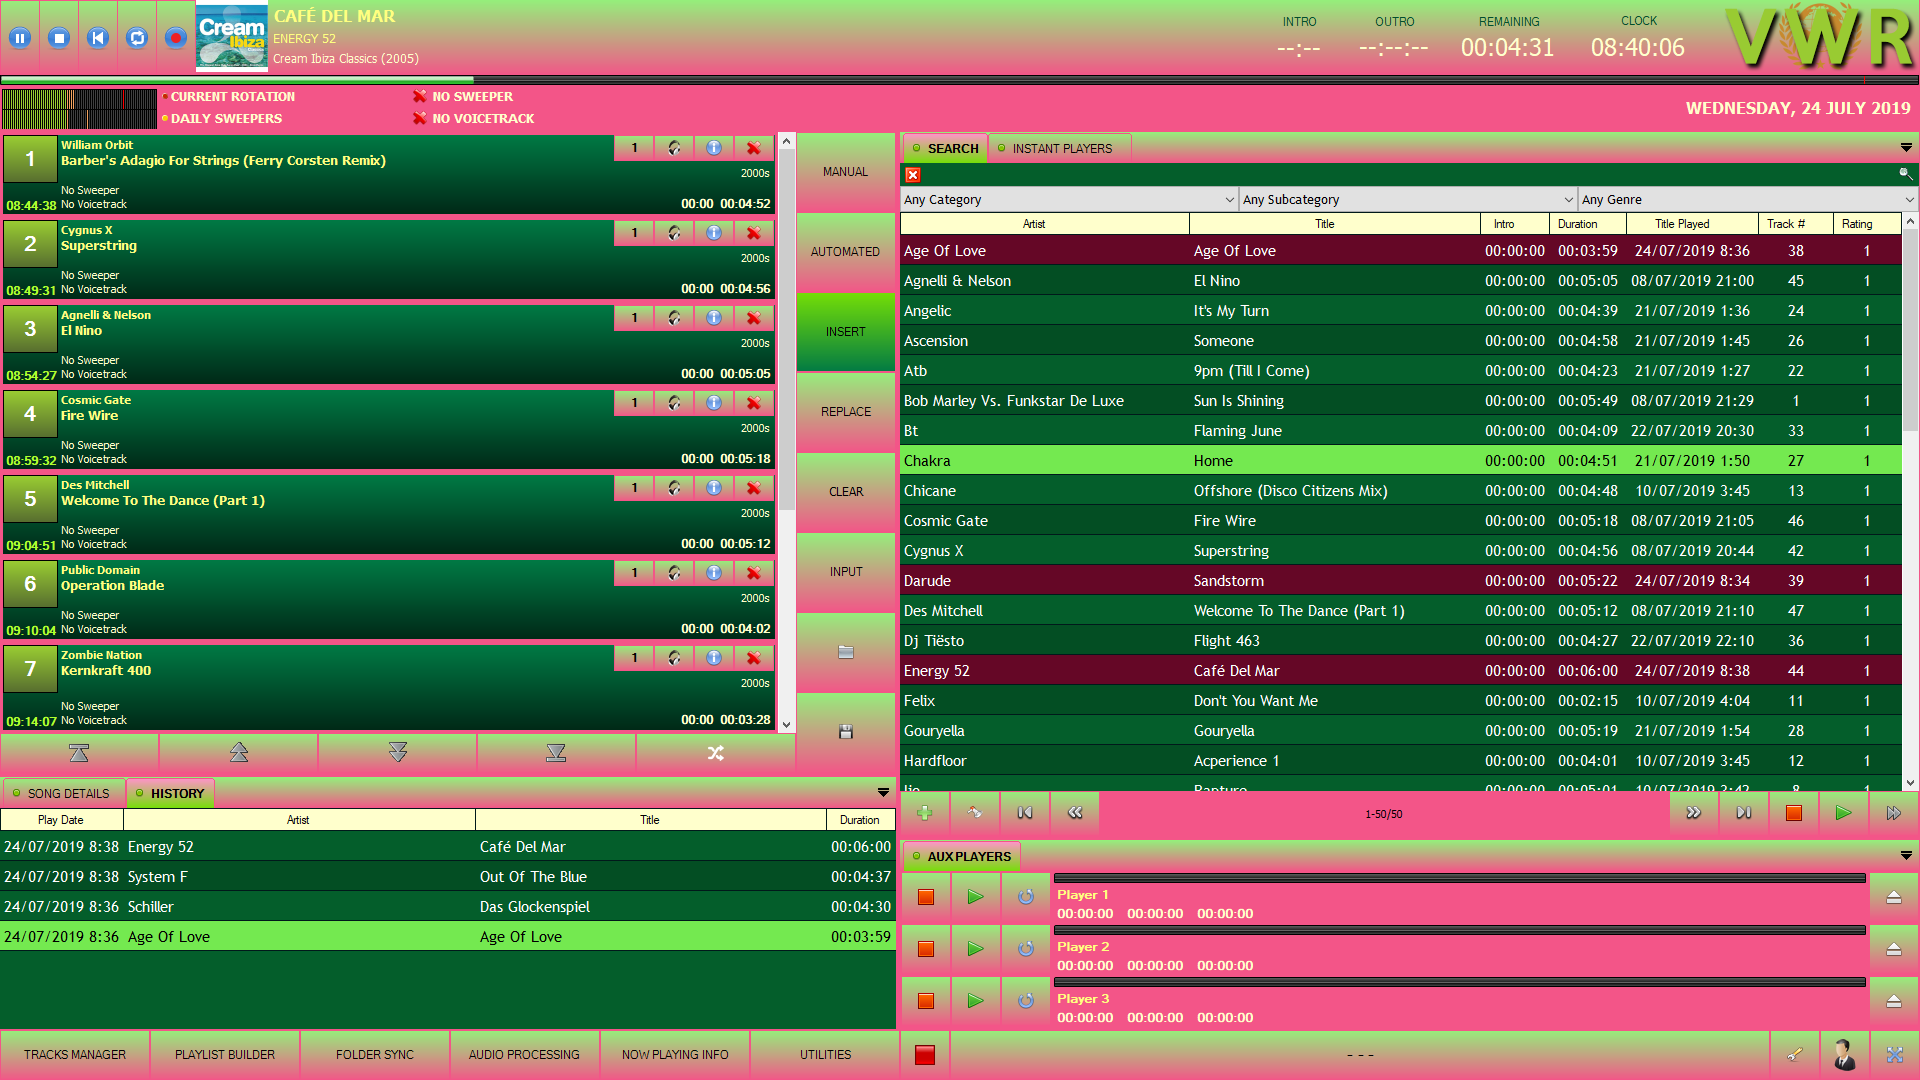 Cream
Ibiza
CAFÉ DEL MAR
ENERGY 52
Cream Ibiza Classics (2005)
INTRO OUTRO REMAINING CLOCK
--:-- --:--:-- 00:04:31 08:40:06
VWR
CURRENT ROTATION NO SWEEPER
DAILY SWEEPERS NO VOICETRACK
WEDNESDAY, 24 JULY 2019
1 William Orbit 1
Barber's Adagio For Strings (Ferry Corsten Remix)
2000s
No Sweeper
08:44:38 No Voicetrack 00:00 00:04:52
2 Cygnus X 1
Superstring
2000s
No Sweeper
08:49:31 No Voicetrack 00:00 00:04:56
3 Agnelli & Nelson 1
El Nino
2000s
No Sweeper
08:54:27 No Voicetrack 00:00 00:05:05
4 Cosmic Gate 1
Fire Wire
2000s
No Sweeper
08:59:32 No Voicetrack 00:00 00:05:18
5 Des Mitchell 1
Welcome To The Dance (Part 1)
2000s
No Sweeper
09:04:51 No Voicetrack 00:00 00:05:12
6 Public Domain 1
Operation Blade
2000s
No Sweeper
09:10:04 No Voicetrack 00:00 00:04:02
7 Zombie Nation 1
Kernkraft 400
2000s
No Sweeper
09:14:07 No Voicetrack 00:00 00:03:28
MANUAL
AUTOMATED
INSERT
REPLACE
CLEAR
INPUT
SONG DETAILS HISTORY
Play Date Artist Title Duration
24/07/2019 8:38 Energy 52 Café Del Mar 00:06:00
24/07/2019 8:38 System F Out Of The Blue 00:04:37
24/07/2019 8:36 Schiller Das Glockenspiel 00:04:30
24/07/2019 8:36 Age Of Love Age Of Love 00:03:59
SEARCH INSTANT PLAYERS
Any Category Any Subcategory Any Genre
Artist Title Intro Duration Title Played Track # Rating
Age Of Love Age Of Love 00:00:00 00:03:59 24/07/2019 8:36 38 1
Agnelli & Nelson El Nino 00:00:00 00:05:05 08/07/2019 21:00 45 1
Angelic It's My Turn 00:00:00 00:04:39 21/07/2019 1:36 24 1
Ascension Someone 00:00:00 00:04:58 21/07/2019 1:45 26 1
Atb 9pm (Till I Come) 00:00:00 00:04:23 21/07/2019 1:27 22 1
Bob Marley Vs. Funkstar De Luxe Sun Is Shining 00:00:00 00:05:49 08/07/2019 21:29 1 1
Bt Flaming June 00:00:00 00:04:09 22/07/2019 20:30 33 1
Chakra Home 00:00:00 00:04:51 21/07/2019 1:50 27 1
Chicane Offshore (Disco Citizens Mix) 00:00:00 00:04:48 10/07/2019 3:45 13 1
Cosmic Gate Fire Wire 00:00:00 00:05:18 08/07/2019 21:05 46 1
Cygnus X Superstring 00:00:00 00:04:56 08/07/2019 20:44 42 1
Darude Sandstorm 00:00:00 00:05:22 24/07/2019 8:34 39 1
Des Mitchell Welcome To The Dance (Part 1) 00:00:00 00:05:12 08/07/2019 21:10 47 1
Dj Tiësto Flight 463 00:00:00 00:04:27 22/07/2019 22:10 36 1
Energy 52 Café Del Mar 00:00:00 00:06:00 24/07/2019 8:38 44 1
Felix Don't You Want Me 00:00:00 00:02:15 10/07/2019 4:04 11 1
Gouryella Gouryella 00:00:00 00:05:19 21/07/2019 1:54 28 1
Hardfloor Acperience 1 00:00:00 00:04:01 10/07/2019 3:45 12 1
1-50/50
AUX PLAYERS
Player 1
00:00:00 00:00:00 00:00:00
Player 2
00:00:00 00:00:00 00:00:00
Player 3
00:00:00 00:00:00 00:00:00
TRACKS MANAGER PLAYLIST BUILDER FOLDER SYNC AUDIO PROCESSING NOW PLAYING INFO UTILITIES - - -